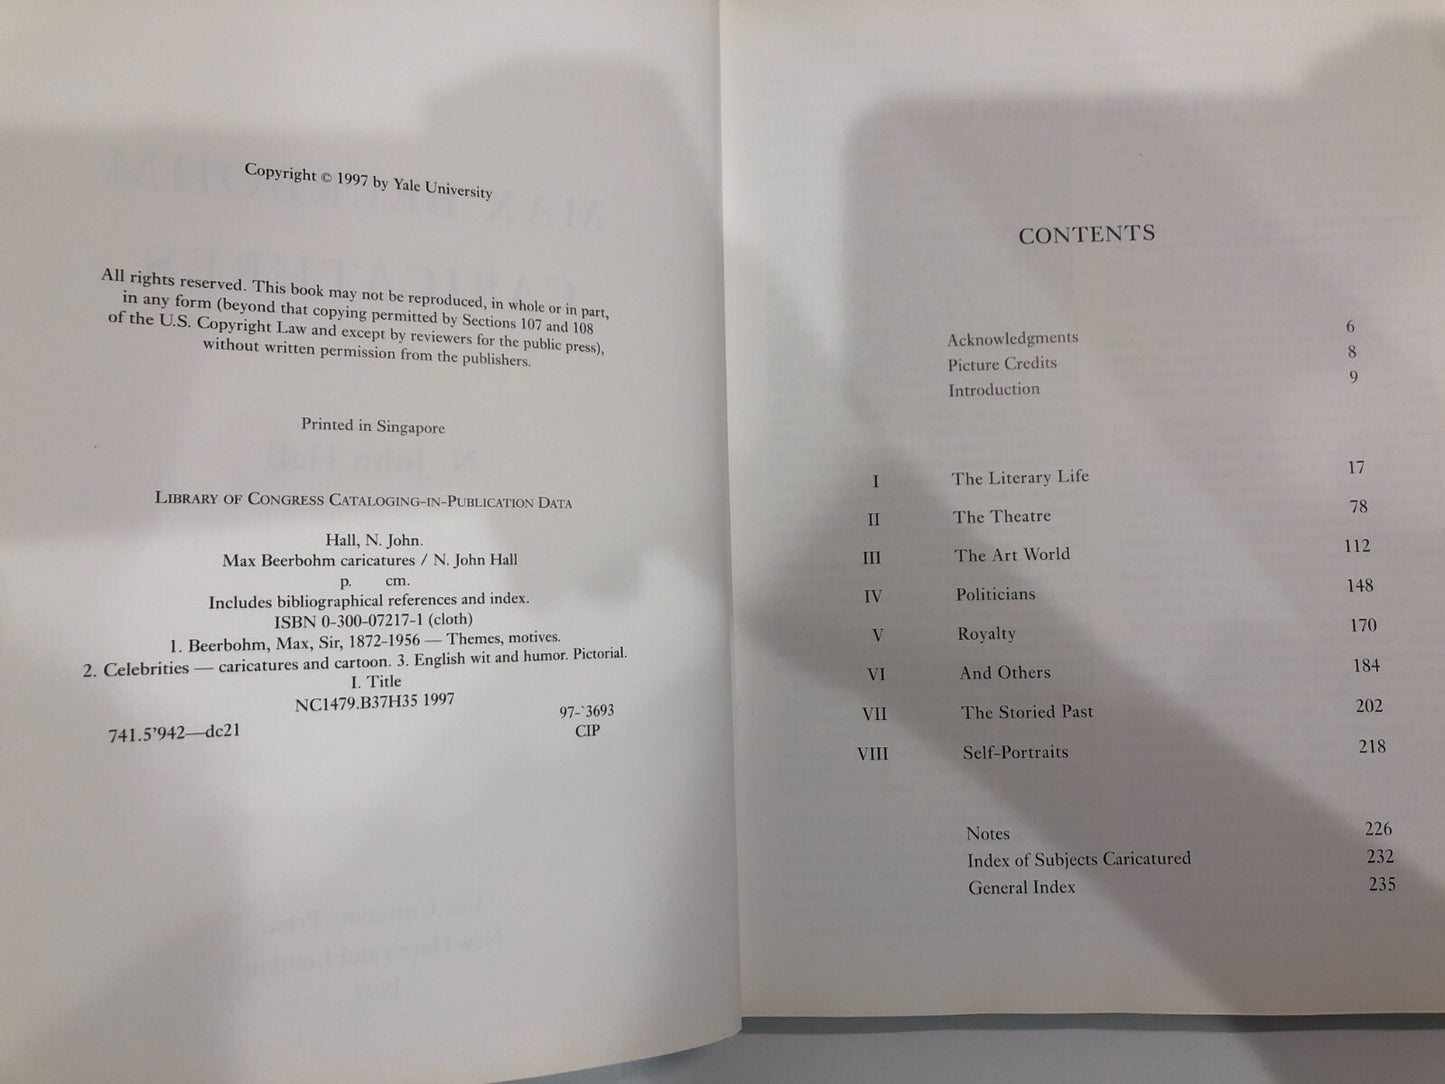 Copyright © 1997 by Yale University
All rights reserved. This book may not be reproduced, in whole or in part,
in any form (beyond that copying permitted by Sections 107 and 108
of the U.S. Copyright Law and except by reviewers for the public press),
without written permission from the publishers.
Printed in Singapore
LIBRARY OF CONGRESS CATALOGING-IN-PUBLICATION DATA
Hall, N. John.
Max Beerbohm caricatures / N. John Hall
p. cm.
Includes bibliographical references and index.
ISBN 0-300-07217-1 (cloth)
1. Beerbohm, Max, Sir, 1872-1956 — Themes, motives.
2. Celebrities — caricatures and cartoon. 3. English wit and humor. Pictorial.
I. Title
NC1479.B37H35 1997
741.5'942—dc21 97-`3693
CIP
CONTENTS
Acknowledgments 6
Picture Credits 8
Introduction 9
I The Literary Life 17
II The Theatre 78
III The Art World 112
IV Politicians 148
V Royalty 170
VI And Others 184
VII The Storied Past 202
VIII Self-Portraits 218
Notes 226
Index of Subjects Caricatured 232
General Index 235